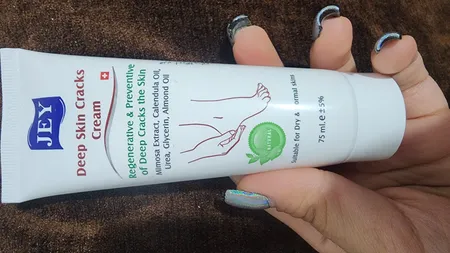 JEY
Deep Skin Cracks
Cream
Regenerative & Preventive
of Deep Cracks the Skin
Mimosa Extract, Calendula Oil,
Urea, Glycerin, Almond Oil
NATURAL
Suitable for Dry & Normal skins
75 mL e ± 5%